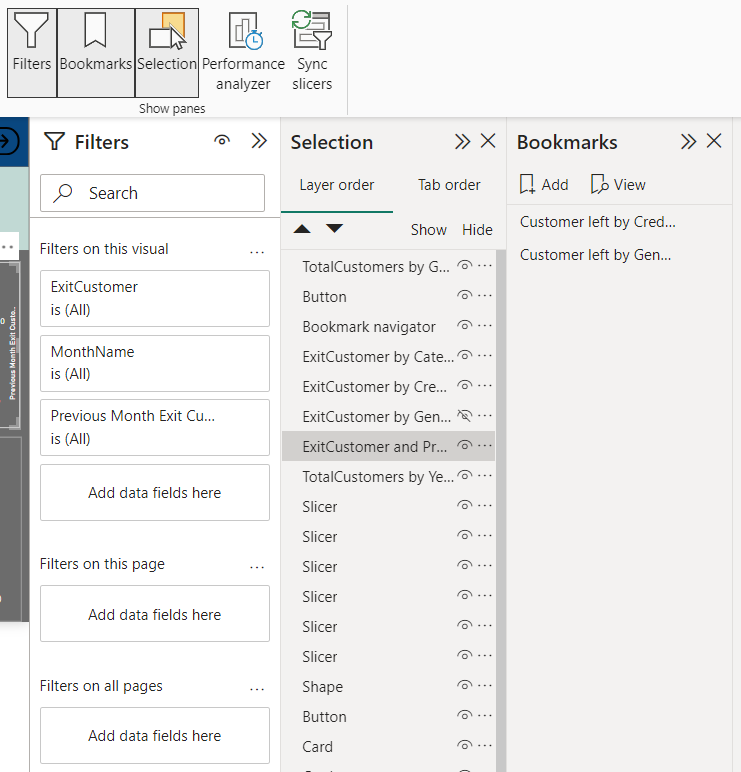 Filters
Bookmarks
Selection
Performance
analyzer
Sync
slicers
Show panes
Filters
Search
Filters on this visual
ExitCustomer
is (All)
MonthName
is (All)
Previous Month Exit Cu...
is (All)
Add data fields here
Filters on this page
Add data fields here
Filters on all pages
Add data fields here
Selection
Layer order
Tab order
Show
Hide
TotalCustomers by G...
Button
Bookmark navigator
ExitCustomer by Cate...
ExitCustomer by Cre...
ExitCustomer by Gen...
ExitCustomer and Pr...
TotalCustomers by Ye...
Slicer
Slicer
Slicer
Slicer
Slicer
Slicer
Shape
Button
Card
Bookmarks
Add
View
Customer left by Cred...
Customer left by Gen...
Previous Month Exit Custo..